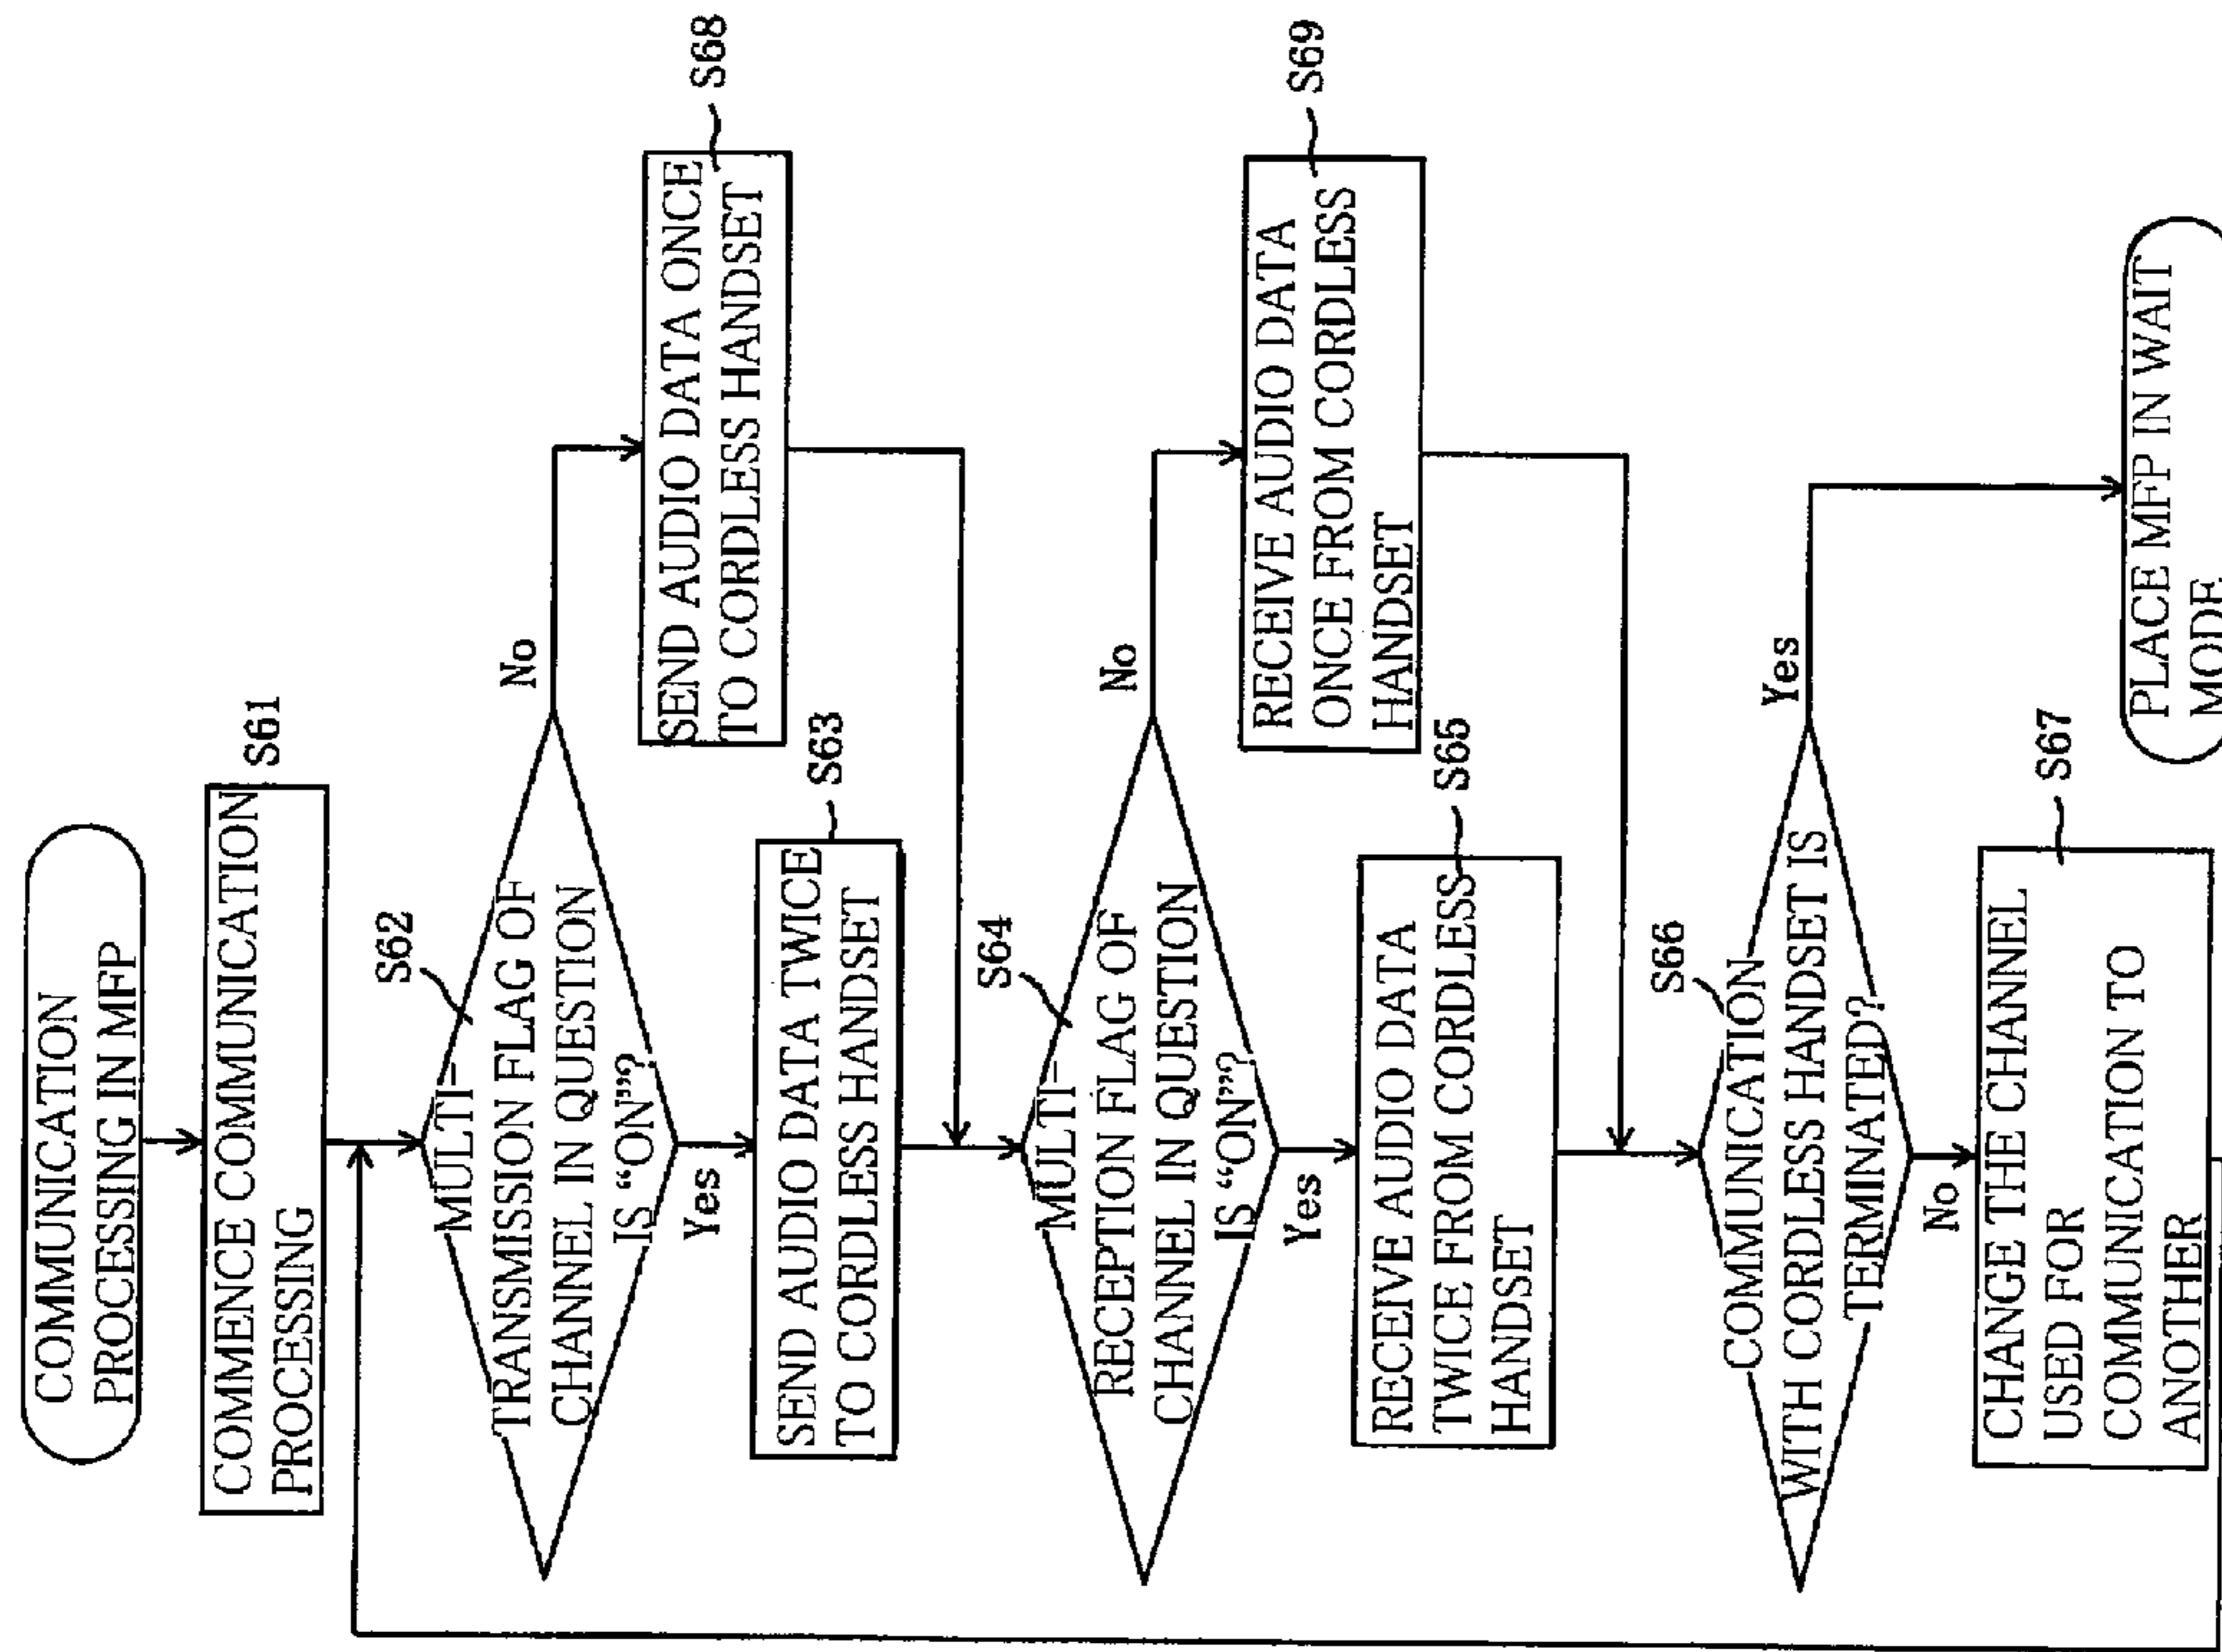 COMMUNICATION
PROCESSING IN MFP
COMMENCE COMMUNICATION
PROCESSING
S61
S62
MULTI-
TRANSMISSION FLAG OF
CHANNEL IN QUESTION
IS “ON”?
No
Yes
SEND AUDIO DATA ONCE
TO CORDLESS HANDSET
S68
SEND AUDIO DATA TWICE
TO CORDLESS HANDSET
S63
S64
MULTI-
RECEPTION FLAG OF
CHANNEL IN QUESTION
IS “ON”?
No
Yes
RECEIVE AUDIO DATA
ONCE FROM CORDLESS
HANDSET
S69
RECEIVE AUDIO DATA
TWICE FROM CORDLESS
HANDSET
S65
S66
COMMUNICATION
WITH CORDLESS HANDSET IS
TERMINATED?
Yes
No
CHANGE THE CHANNEL
USED FOR
COMMUNICATION TO
ANOTHER
S67
PLACE MFP IN WAIT
MODE